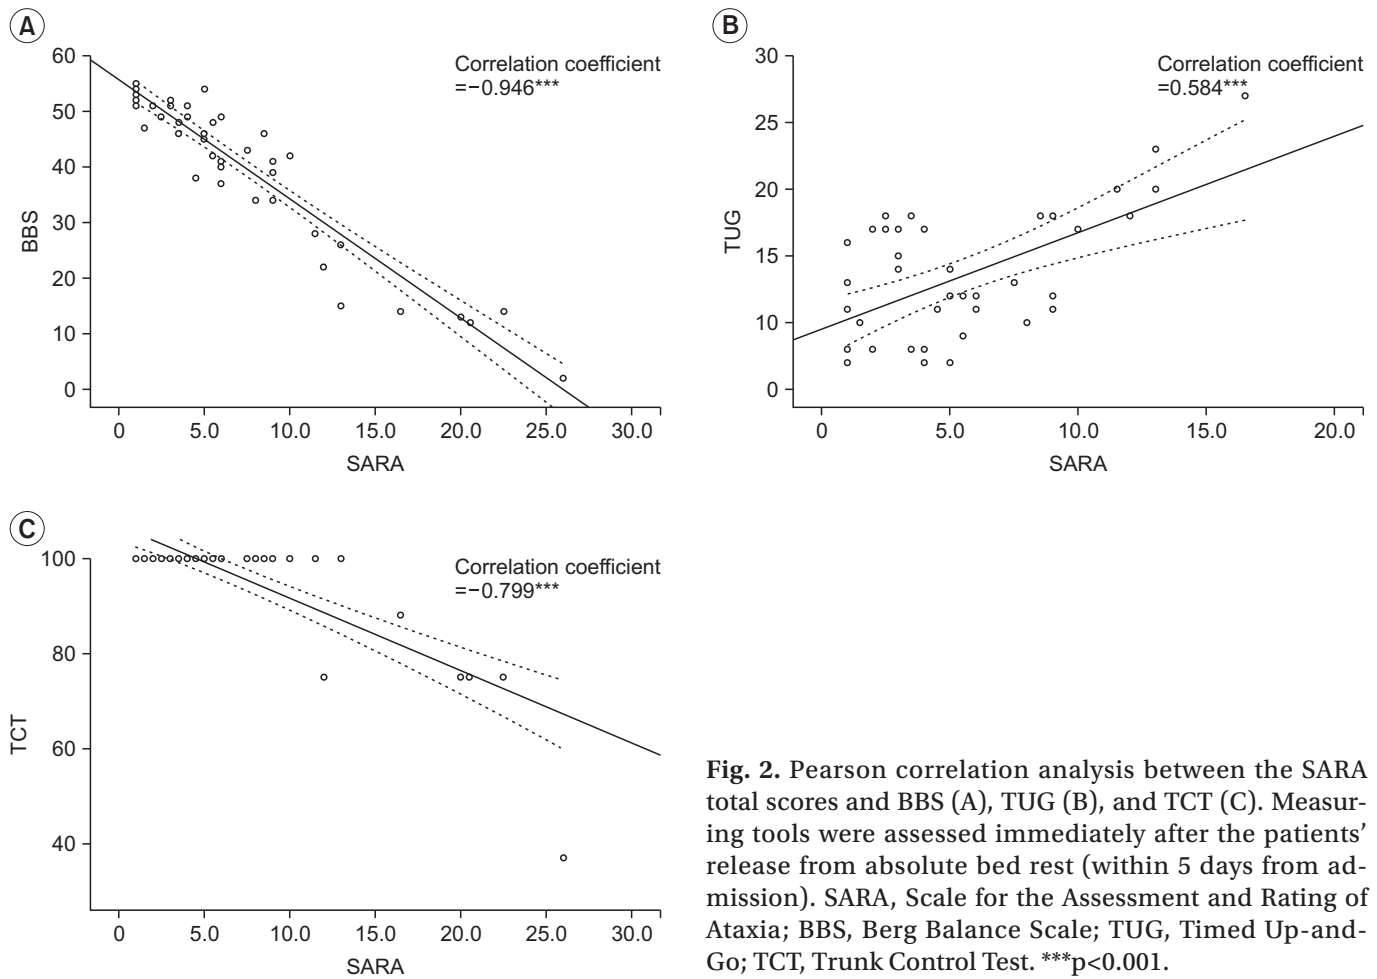 A
60
50
40
30
20
10
0
BBS
Correlation coefficient
=−0.946***
0 5.0 10.0 15.0 20.0 25.0 30.0
SARA
B
30
25
20
15
10
0
TUG
Correlation coefficient
=0.584***
0 5.0 10.0 15.0 20.0
SARA
C
100
80
60
40
TCT
Correlation coefficient
=−0.799***
0 5.0 10.0 15.0 20.0 25.0 30.0
SARA
Fig. 2. Pearson correlation analysis between the SARA
total scores and BBS (A), TUG (B), and TCT (C). Measur-
ing tools were assessed immediately after the patients’
release from absolute bed rest (within 5 days from ad-
mission). SARA, Scale for the Assessment and Rating of
Ataxia; BBS, Berg Balance Scale; TUG, Timed Up-and-
Go; TCT, Trunk Control Test. ***p<0.001.